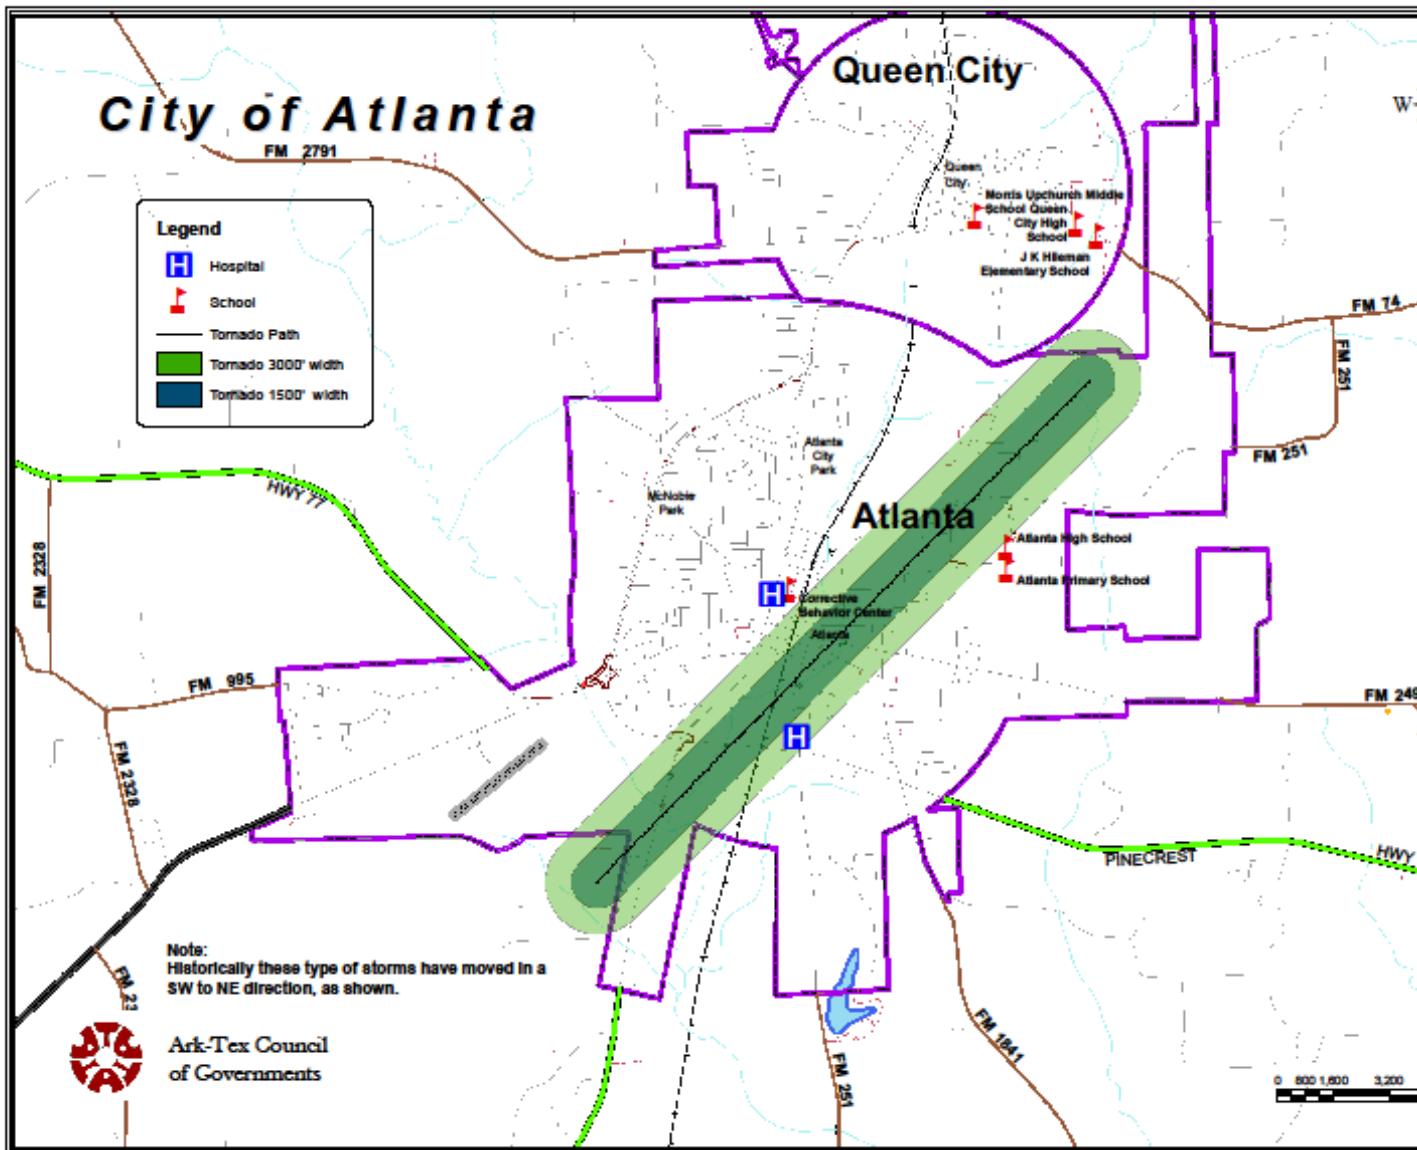 Queen City
City of Atlanta
W
FM 2791
Queen
City
Norris Upchurch Middle
School Queen
City High
School
J K Hileman
Elementary School
Legend
Hospital
School
Tornado Path
Tornado 3000' width
Tornado 1500' width
FM 74
FM 251
FM 251
Atlanta
City
Park
HWY 77
McNoble
Park
Atlanta
FM 2328
Atlanta High School
Atlanta Primary School
Corrective
Behavior Center
Atlanta
FM 995
FM 249
FM 2328
PINECREST
HWY
Note:
Historically these type of storms have moved in a
SW to NE direction, as shown.
FM 23
Ark-Tex Council
of Governments
FM 1841
FM 251
0 800 1,600 3,200